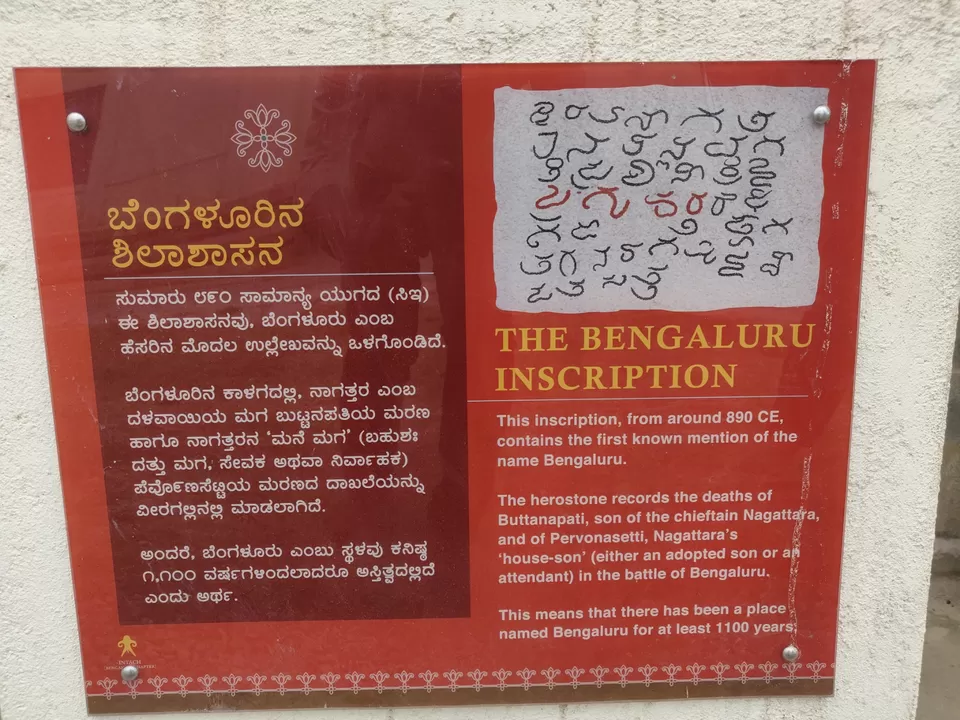 ಬೆಂಗಳೂರಿನ
ಶಿಲಾಶಾಸನ
ಸುಮಾರು ೮೯೦ ಸಾಮಾನ್ಯ ಯುಗದ (ಸಿಇ)
ಈ ಶಿಲಾಶಾಸನವು, ಬೆಂಗಳೂರು ಎಂಬ
ಹೆಸರಿನ ಮೊದಲ ಉಲ್ಲೇಖವನ್ನು ಒಳಗೊಂಡಿದೆ.
ಬೆಂಗಳೂರಿನ ಕಾಳಗದಲ್ಲಿ, ನಾಗತ್ತರ ಎಂಬ
ದಳವಾಯಿಯ ಮಗ ಬುಟ್ಟನಪತಿಯ ಮರಣ
ಹಾಗೂ ನಾಗತ್ತರನ ‘ಮನೆ ಮಗ’ (ಬಹುಶಃ
ದತ್ತು ಮಗ, ಸೇವಕ ಅಥವಾ ನಿರ್ವಾಹಕ)
ಪೆರ್ವೊಣಸೆಟ್ಟಿಯ ಮರಣದ ದಾಖಲೆಯನ್ನು
ವೀರಗಲ್ಲಿನಲ್ಲಿ ಮಾಡಲಾಗಿದೆ.
ಅಂದರೆ, ಬೆಂಗಳೂರು ಎಂಬು ಸ್ಥಳವು ಕನಿಷ್ಠ
೧,೧೦೦ ವರ್ಷಗಳಿಂದಲಾದರೂ ಅಸ್ತಿತ್ವದಲ್ಲಿದೆ
ಎಂದು ಅರ್ಥ.
INTACH
THE BENGALURU
INSCRIPTION
This inscription, from around 890 CE,
contains the first known mention of the
name Bengaluru.
The herostone records the deaths of
Buttanapati, son of the chieftain Nagattara,
and of Pervonasetti, Nagattara’s
‘house-son’ (either an adopted son or an
attendant) in the battle of Bengaluru.
This means that there has been a place
named Bengaluru for at least 1100 years.